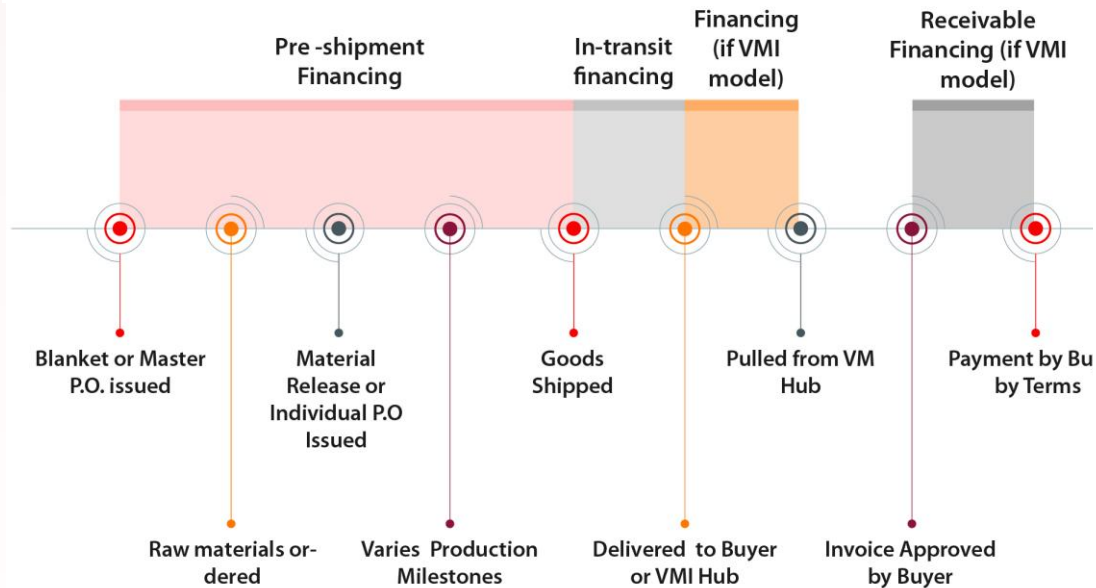 Pre -shipment
Financing
In-transit
financing
Financing
(if VMI
model)
Receivable
Financing (if VMI
model)
Blanket or Master
P.O. issued
Material
Release or
Individual P.O
Issued
Goods
Shipped
Pulled from VM
Hub
Payment by Bu
by Terms
Raw materials or-
dered
Varies Production
Milestones
Delivered to Buyer
or VMI Hub
Invoice Approved
by Buyer